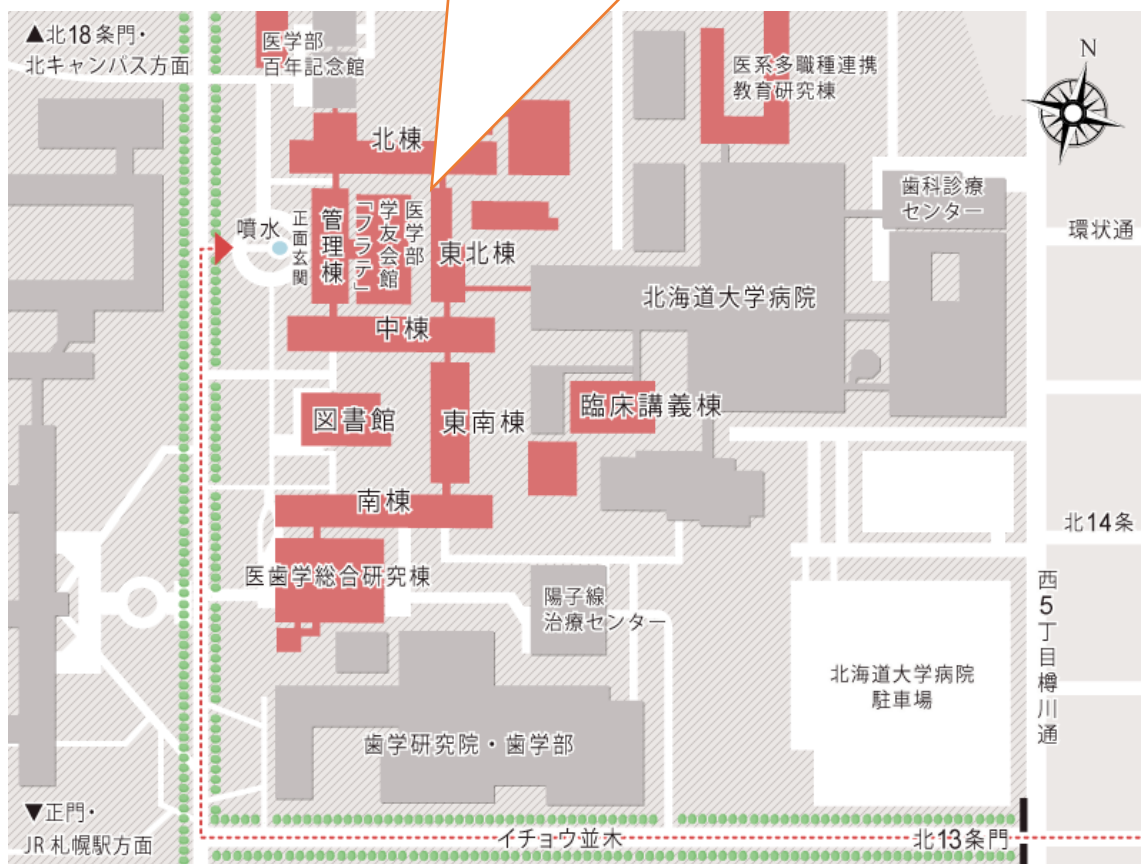 ▲北18条門・
北キャンパス方面
医学部
百年記念館
医系多職種連携
教育研究棟
N
北棟
歯科診療
センター
環状通
噴水
正面玄関
管理棟
医学部
学友会館
「フラテ」
東北棟
北海道大学病院
中棟
図書館
東南棟
臨床講義棟
南棟
北14条
医歯学総合研究棟
陽子線
治療センター
西5丁目樽川通
北海道大学病院
駐車場
歯学研究院・歯学部
▼正門・
JR札幌駅方面
イチョウ並木
北13条門